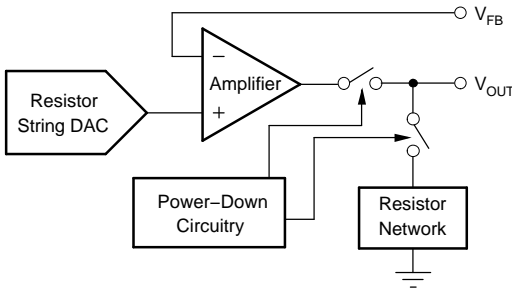 V_FB
−
Amplifier
+
V_OUT
Resistor
String DAC
Power−Down
Circuitry
Resistor
Network